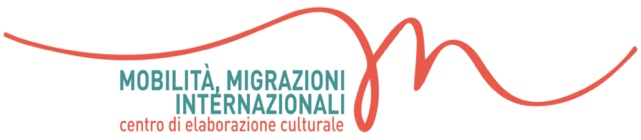 MOBILITÀ, MIGRAZIONI
INTERNAZIONALI
centro di elaborazione culturale